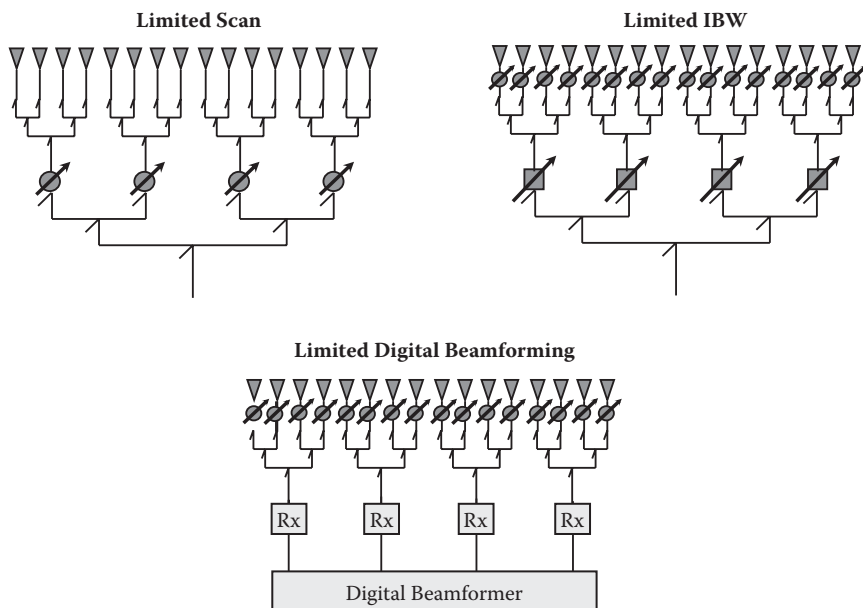 Limited Scan
Limited IBW
Limited Digital Beamforming
Rx Rx Rx Rx
Digital Beamformer